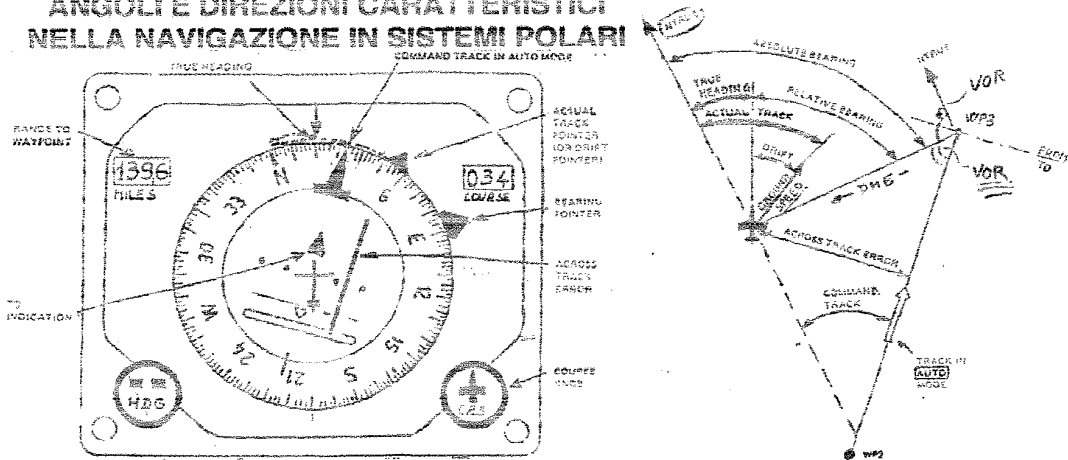 ANGOLI E DIREZIONI CARATTERISTICI
NELLA NAVIGAZIONE IN SISTEMI POLARI
TRUE HEADING
COMMAND TRACK IN AUTO MODE
RANGE TO
WAYPOINT
1396
MILES
034
COURSE
ACTUAL
TRACK
POINTER
(OR DRIFT
POINTER)
BEARING
POINTER
ACROSS
TRACK
ERROR
TO
INDICATION
COURSE
KNOB
N
6
E
12
15
S
21
24
W
30
33
HDG
CRS
ABSOLUTE BEARING
TRUE
HEADING
RELATIVE BEARING
ACTUAL TRACK
DRIFT
GROUND
SPEED
DME
ACROSS TRACK ERROR
COMMAND
TRACK
TRACK IN
AUTO
MODE
VOR
WP3
VOR
TO
WP2